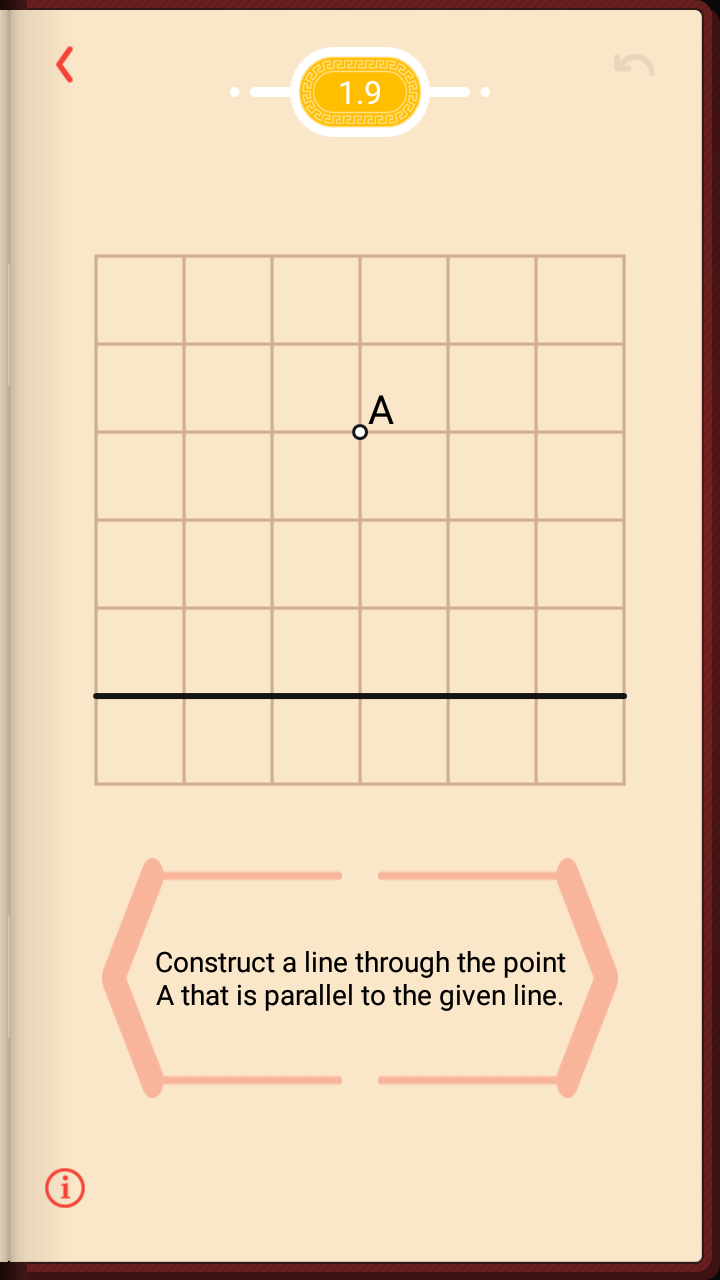 1.9
A
Construct a line through the point
A that is parallel to the given line.
i